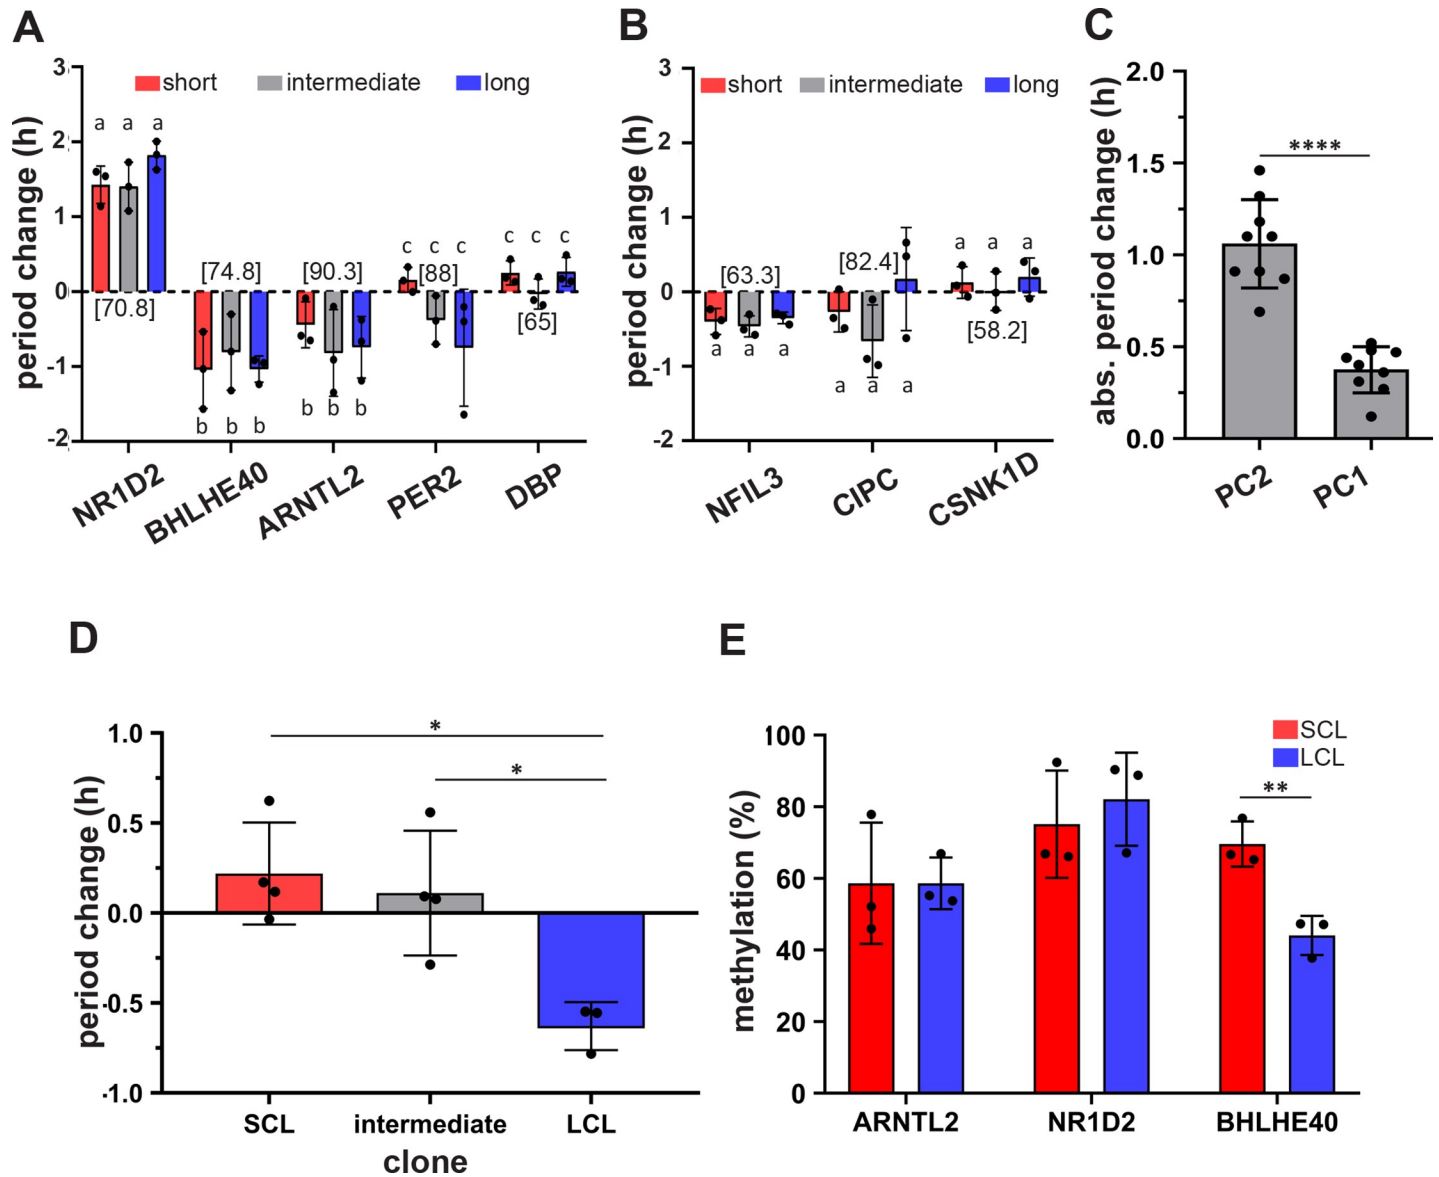 A
period change (h)
3
2
1
0
-1
-2
short intermediate long
a a a
[70.8]
[74.8]
b b b
[90.3]
b b b
c c c
[88]
c c c
[65]
NR1D2 BHLHE40 ARNTL2 PER2 DBP
B
period change (h)
3
2
1
0
-1
-2
short intermediate long
[63.3]
a a a
[82.4]
a a a
a a a
[58.2]
NFIL3 CIPC CSNK1D
C
abs. period change (h)
2.0
1.5
1.0
0.5
0.0
****
PC2 PC1
D
period change (h)
1.0
0.5
0.0
-0.5
-1.0
*
*
SCL intermediate LCL
clone
E
methylation (%)
100
80
60
40
20
0
SCL
LCL
**
ARNTL2 NR1D2 BHLHE40